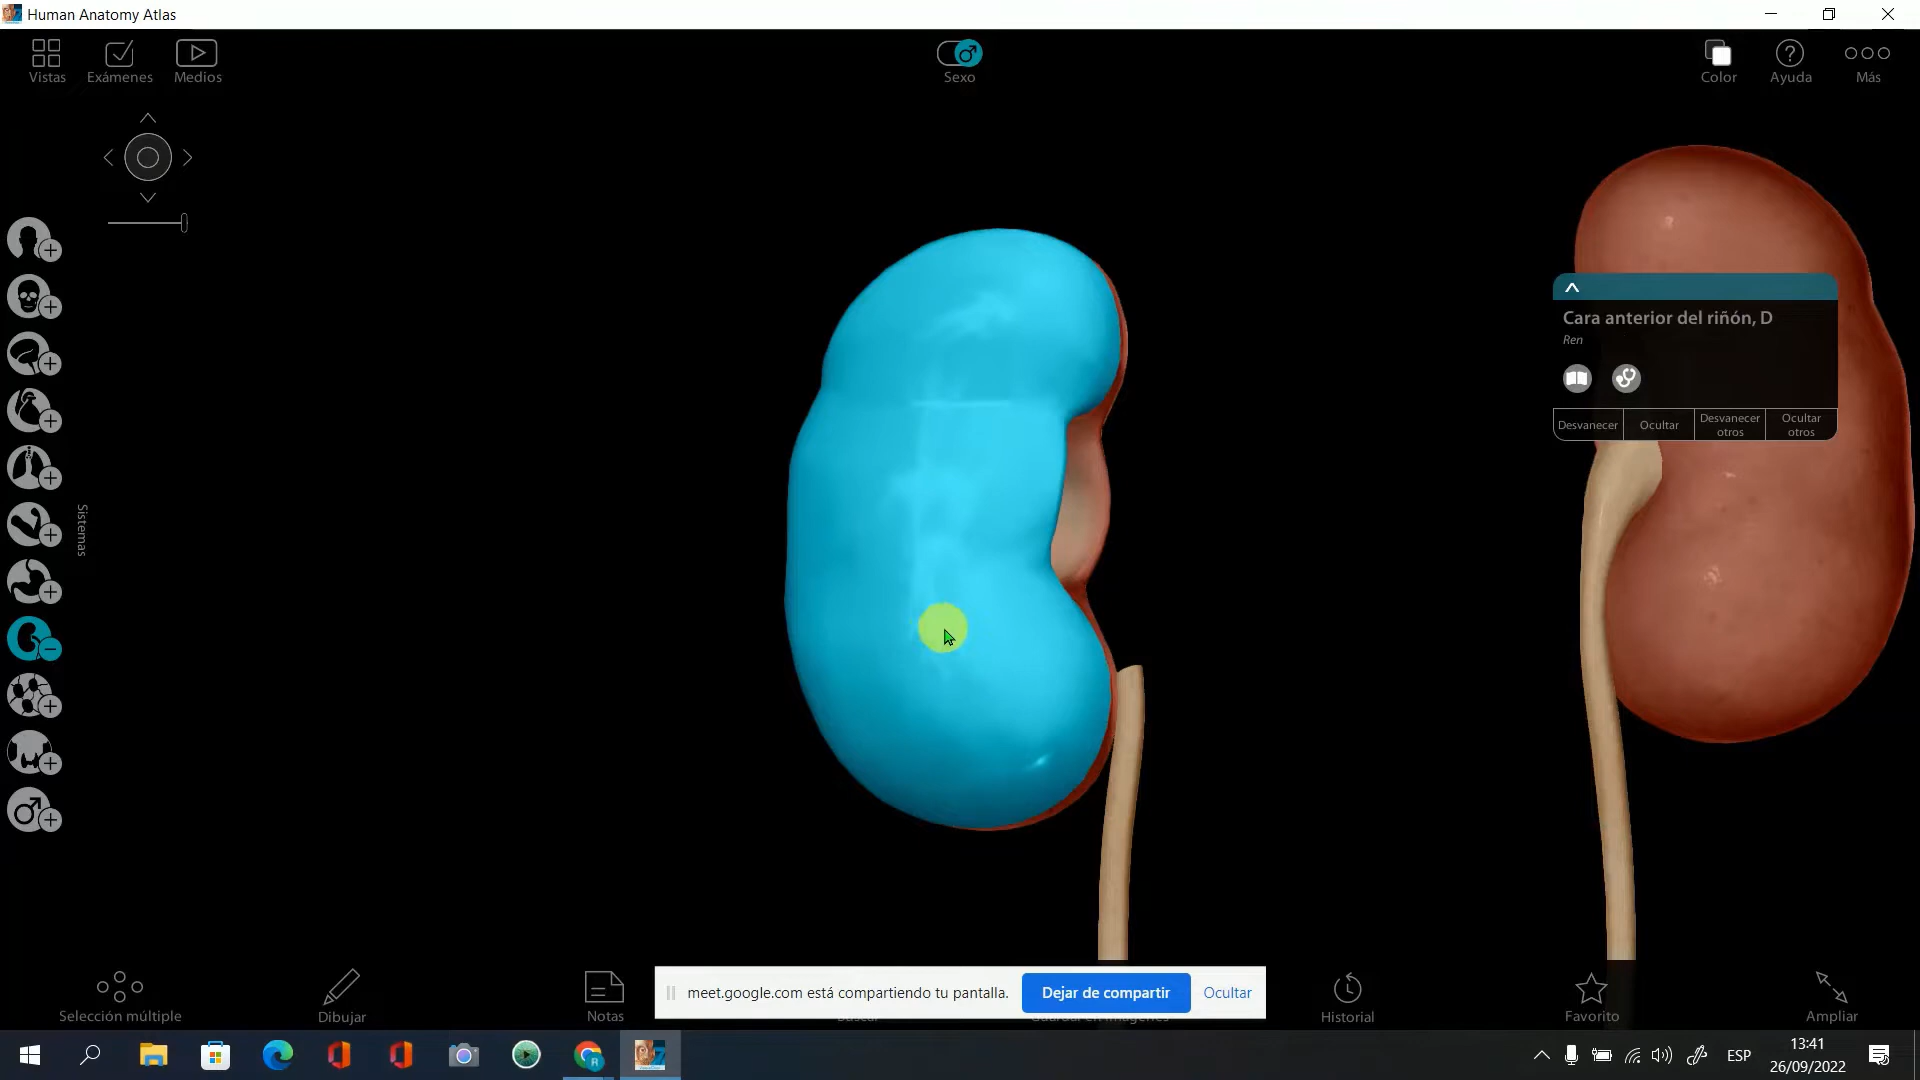 Human Anatomy Atlas
Vistas
Exámenes
Medios
Sexo
Color
Ayuda
Más
Sistemas
Cara anterior del riñón, D
Ren
Desvanecer
Ocultar
Desvanecer otros
Ocultar otros
Selección múltiple
Dibujar
Notas
meet.google.com está compartiendo tu pantalla.
Dejar de compartir
Ocultar
Historial
Favorito
Ampliar
ESP
13:41
26/09/2022